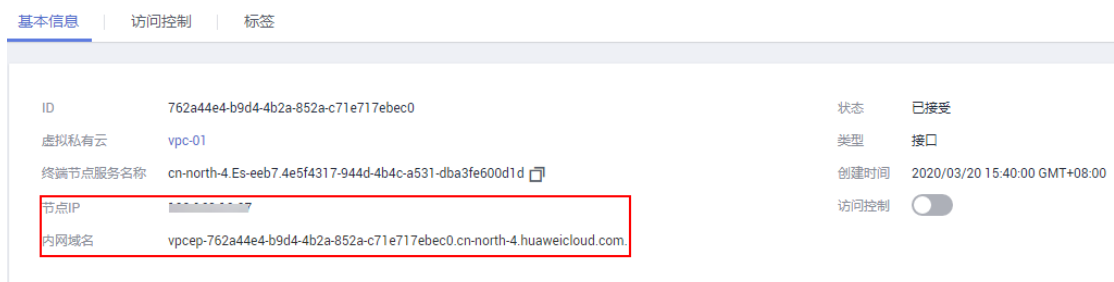 基本信息 访问控制 标签
ID 762a44e4-b9d4-4b2a-852a-c71e717ebec0 状态 已接受
虚拟私有云 vpc-01 类型 接口
终端节点服务名称 cn-north-4.Es-eeb7.4e5f4317-944d-4b4c-a531-dba3fe600d1d 创建时间 2020/03/20 15:40:00 GMT+08:00
节点IP 访问控制
内网域名 vpcep-762a44e4-b9d4-4b2a-852a-c71e717ebec0.cn-north-4.huaweicloud.com.